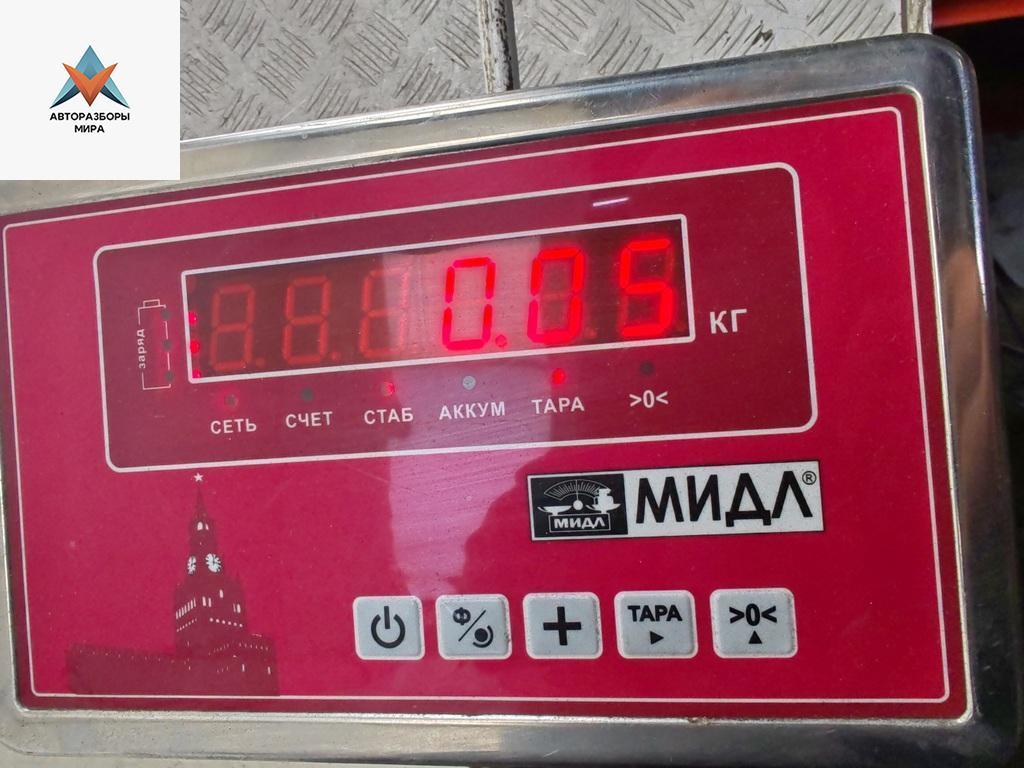 АВТОРАЗБОРЫ
МИРА
заряд
0.05
КГ
СЕТЬ СЧЕТ СТАБ АККУМ ТАРА >0<
МИДЛ МИДЛ®
Ф/ + ТАРА >0<